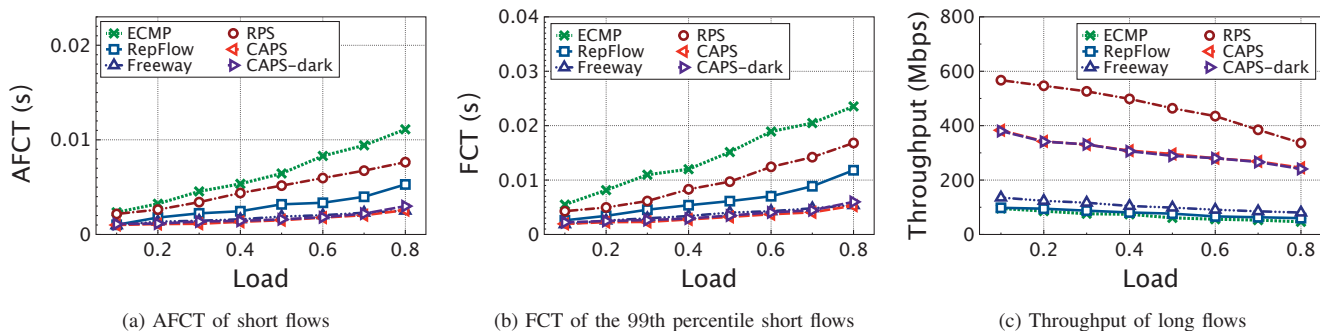 AFCT (s)
0.02
0.01
0
ECMP RPS
RepFlow CAPS
Freeway CAPS-dark
0.2 0.4 0.6 0.8
Load
(a) AFCT of short flows
FCT (s)
0.04
0.03
0.02
0.01
0
ECMP RPS
RepFlow CAPS
Freeway CAPS-dark
0.2 0.4 0.6 0.8
Load
(b) FCT of the 99th percentile short flows
Throughput (Mbps)
800
600
400
200
0
ECMP RPS
RepFlow CAPS
Freeway CAPS-dark
0.2 0.4 0.6 0.8
Load
(c) Throughput of long flows